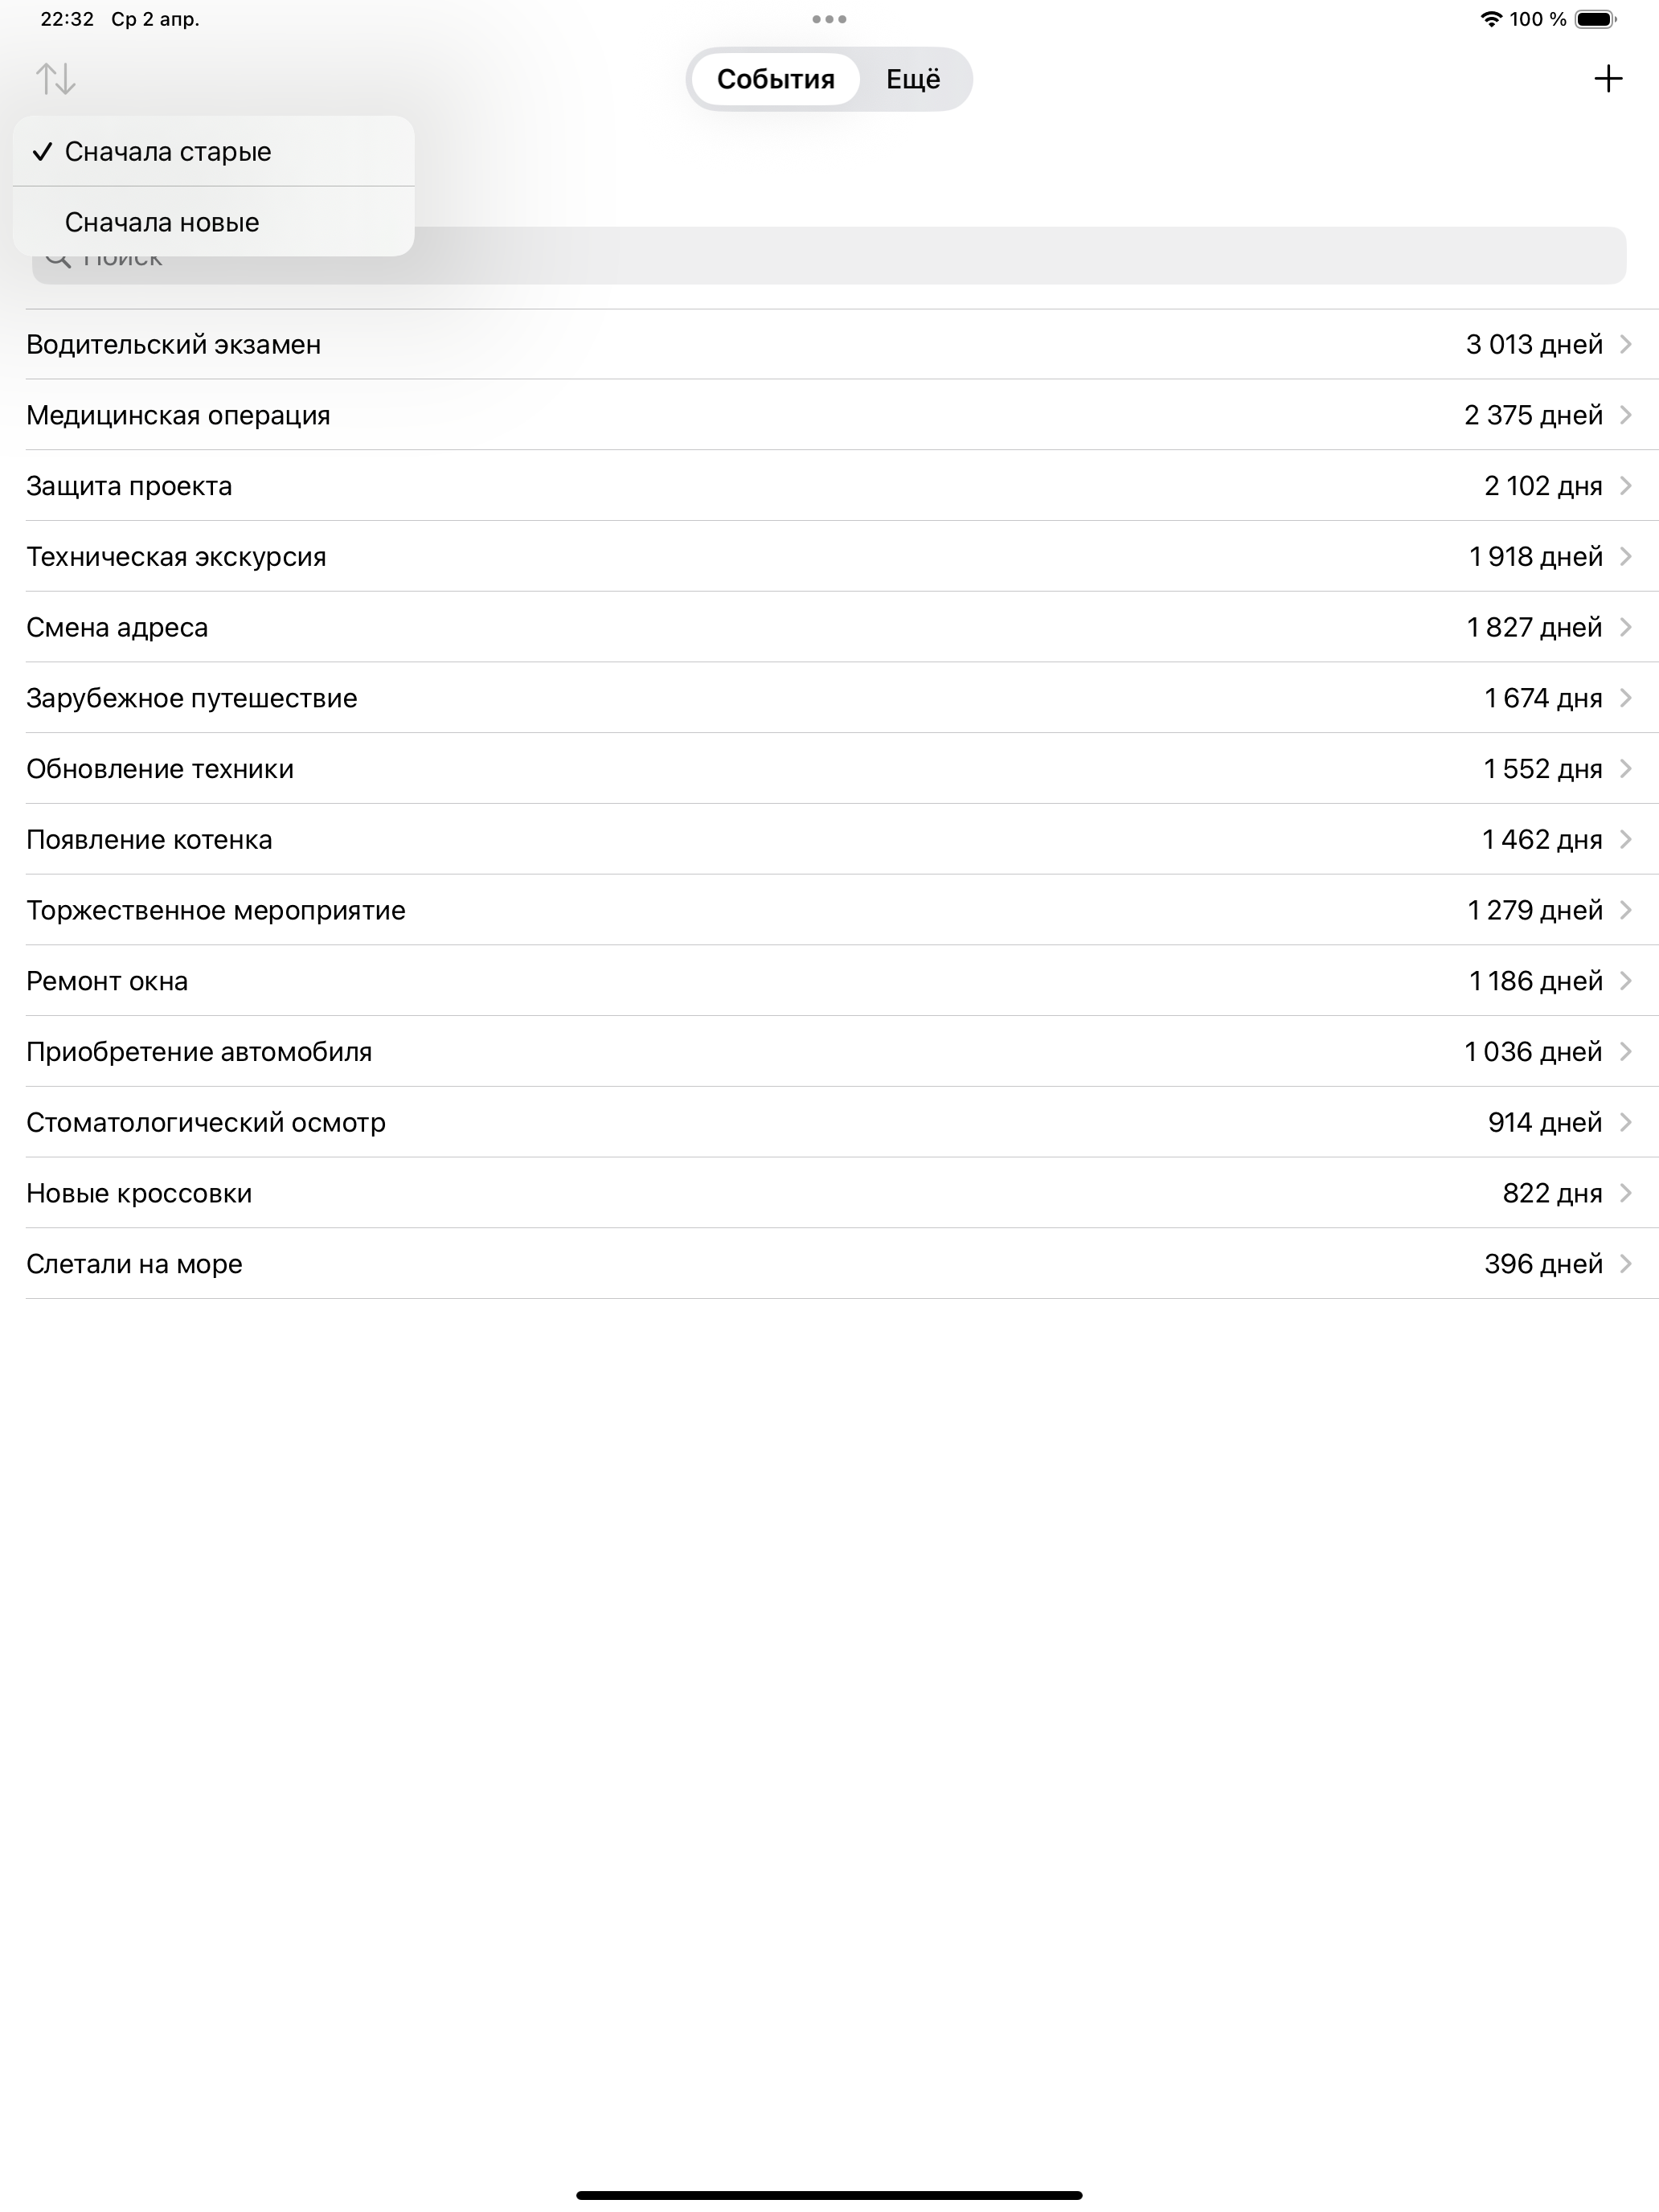 22:32 Ср 2 апр.
100 %
События Ещё
Сначала старые
Сначала новые
Поиск
Водительский экзамен 3 013 дней
Медицинская операция 2 375 дней
Защита проекта 2 102 дня
Техническая экскурсия 1 918 дней
Смена адреса 1 827 дней
Зарубежное путешествие 1 674 дня
Обновление техники 1 552 дня
Появление котенка 1 462 дня
Торжественное мероприятие 1 279 дней
Ремонт окна 1 186 дней
Приобретение автомобиля 1 036 дней
Стоматологический осмотр 914 дней
Новые кроссовки 822 дня
Слетали на море 396 дней